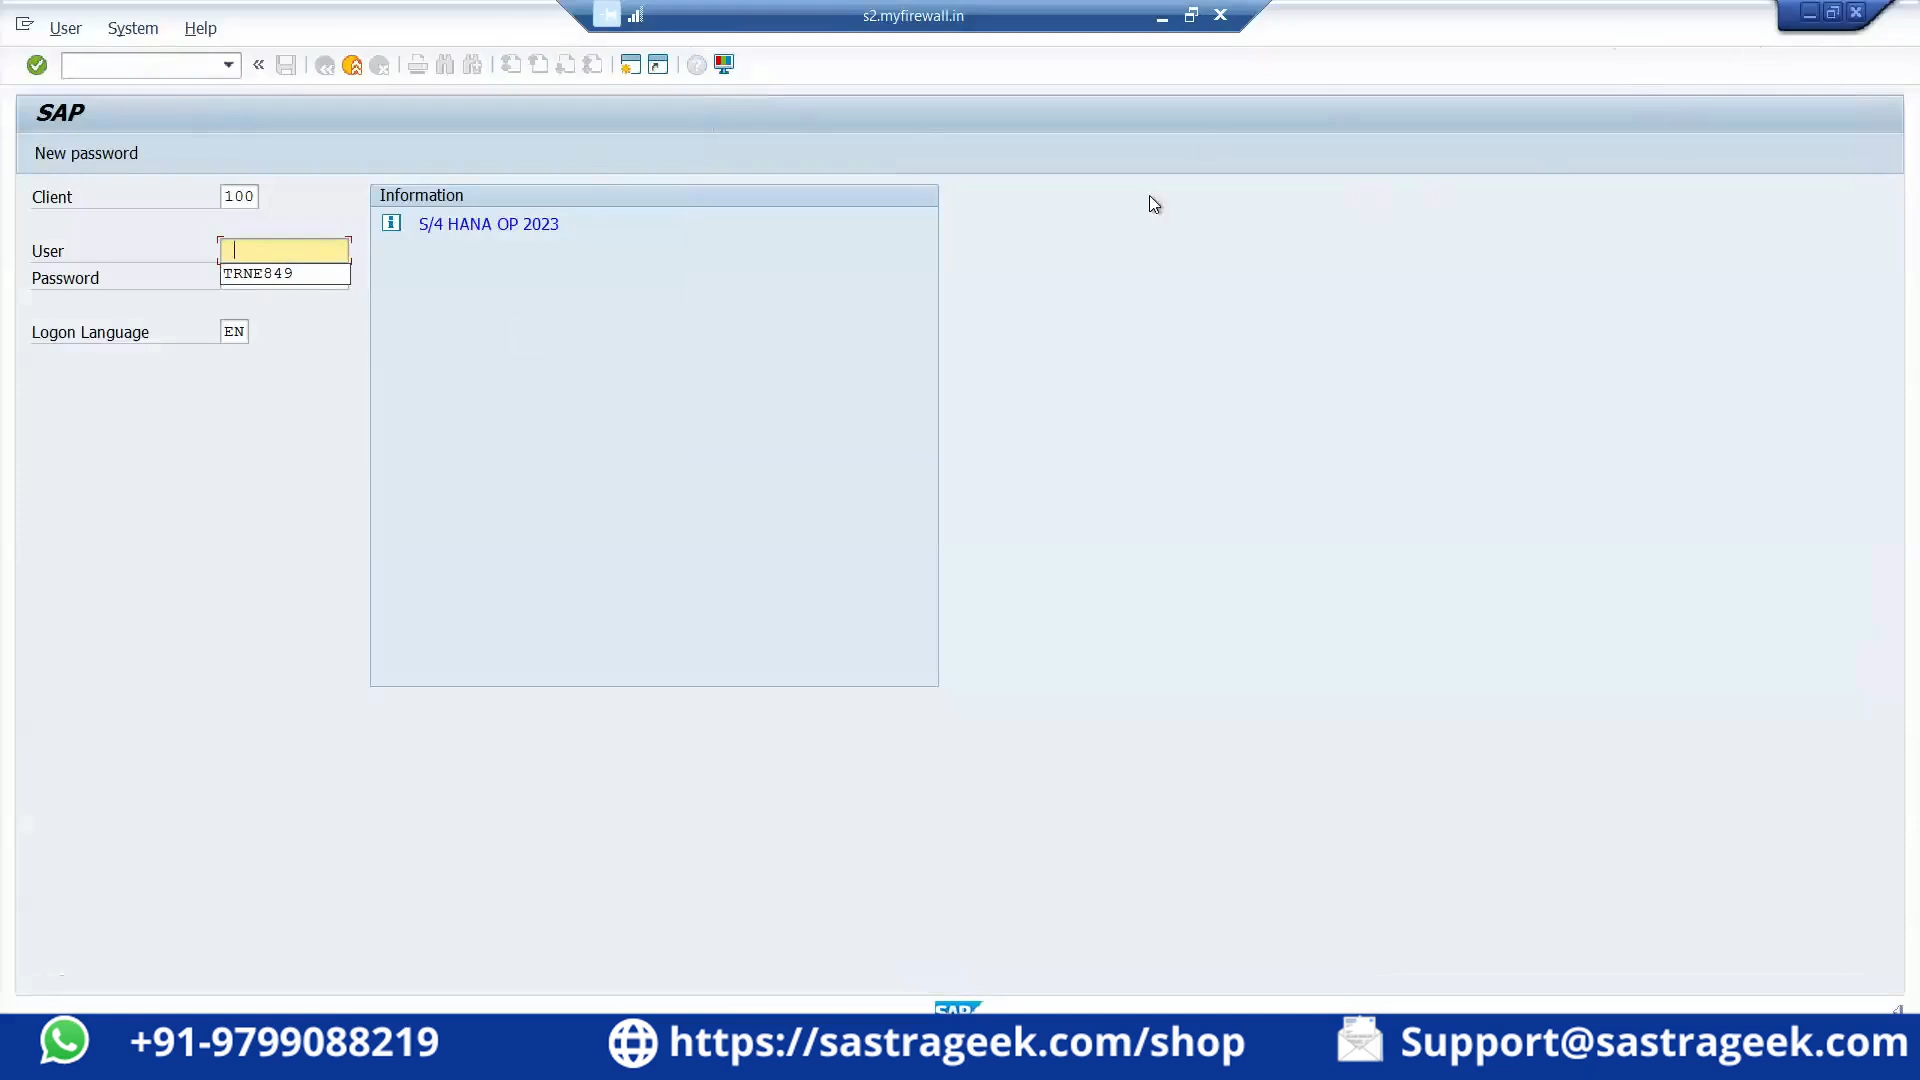 s2.myfirewall.in
User System Help
SAP
New password
Client 100
Information
S/4 HANA OP 2023
User
TRNE849
Password
Logon Language EN
SAP
+91-9799088219 https://sastrageek.com/shop Support@sastrageek.com